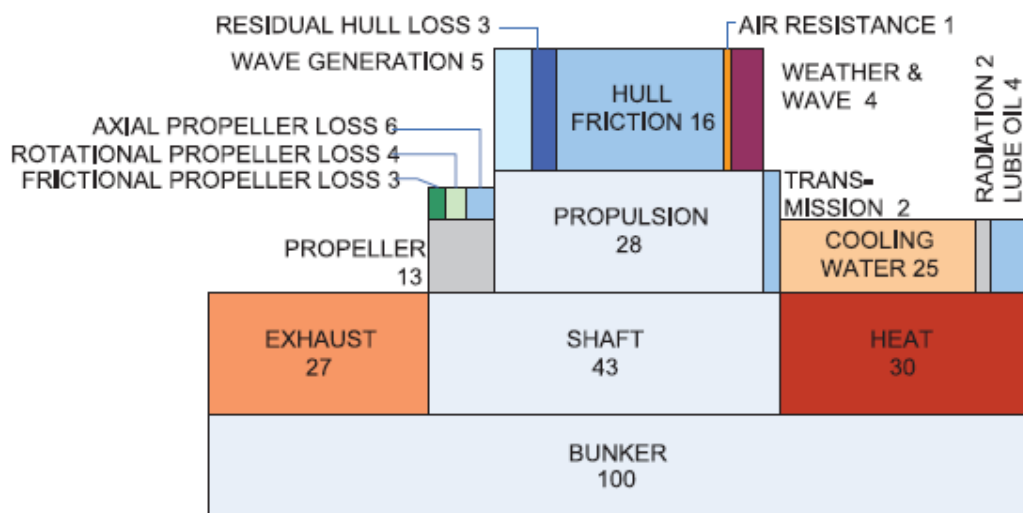 RESIDUAL HULL LOSS 3
AIR RESISTANCE 1
WAVE GENERATION 5
WEATHER &
WAVE 4
HULL
FRICTION 16
RADIATION 2
LUBE OIL 4
AXIAL PROPELLER LOSS 6
ROTATIONAL PROPELLER LOSS 4
FRICTIONAL PROPELLER LOSS 3
TRANS-
MISSION 2
PROPULSION
28
PROPELLER
13
COOLING
WATER 25
EXHAUST
27
SHAFT
43
HEAT
30
BUNKER
100